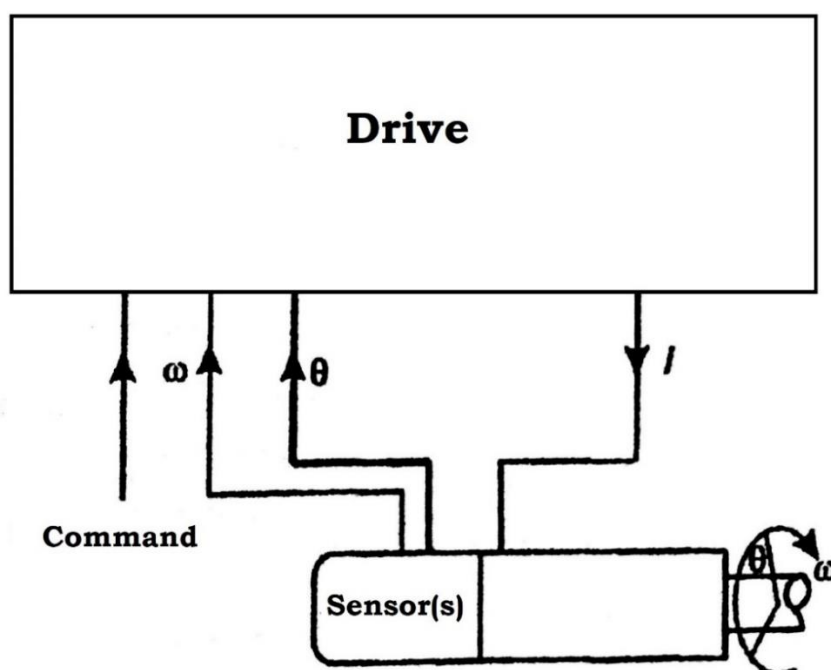 Drive
ω
θ
I
Command
Sensor(s)
θ
ω